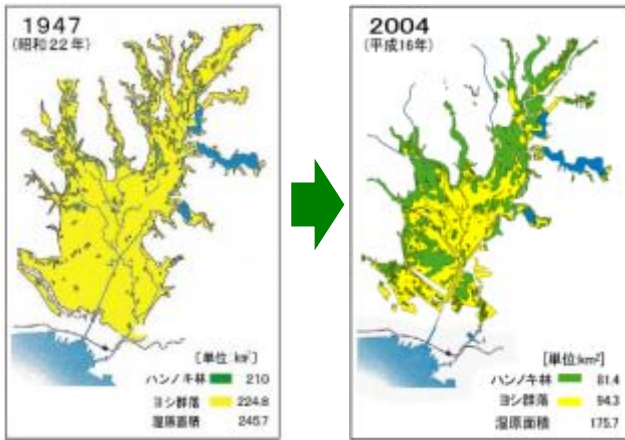 1947
(昭和22年)
[単位 km²]
ハンノキ林 210
ヨシ群落 224.8
湿原面積 245.7
2004
(平成16年)
[単位:km²]
ハンノキ林 81.4
ヨシ群落 94.3
湿原面積 175.7